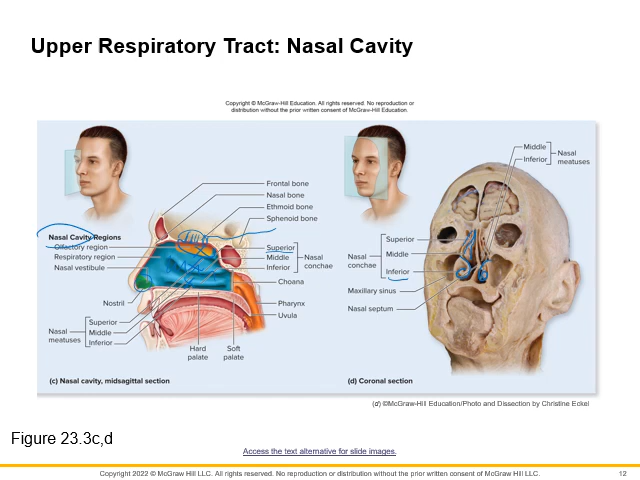 Upper Respiratory Tract: Nasal Cavity
Copyright © McGraw-Hill Education. All rights reserved. No reproduction or
distribution without the prior written consent of McGraw-Hill Education.
Frontal bone
Nasal bone
Ethmoid bone
Sphenoid bone
Nasal Cavity Regions
Olfactory region
Respiratory region
Nasal vestibule
Superior
Middle
Inferior
Nasal
conchae
Choana
Nostril
Pharynx
Uvula
Nasal
meatuses
Superior
Middle
Inferior
Hard
palate
Soft
palate
(c) Nasal cavity, midsagittal section
Middle
Inferior
Nasal
meatuses
Nasal
conchae
Superior
Middle
Inferior
Maxillary sinus
Nasal septum
(d) Coronal section
(d) ©McGraw-Hill Education/Photo and Dissection by Christine Eckel
Figure 23.3c,d
Access the text alternative for slide images.
Copyright 2022 © McGraw Hill LLC. All rights reserved. No reproduction or distribution without the prior written consent of McGraw Hill LLC.
12